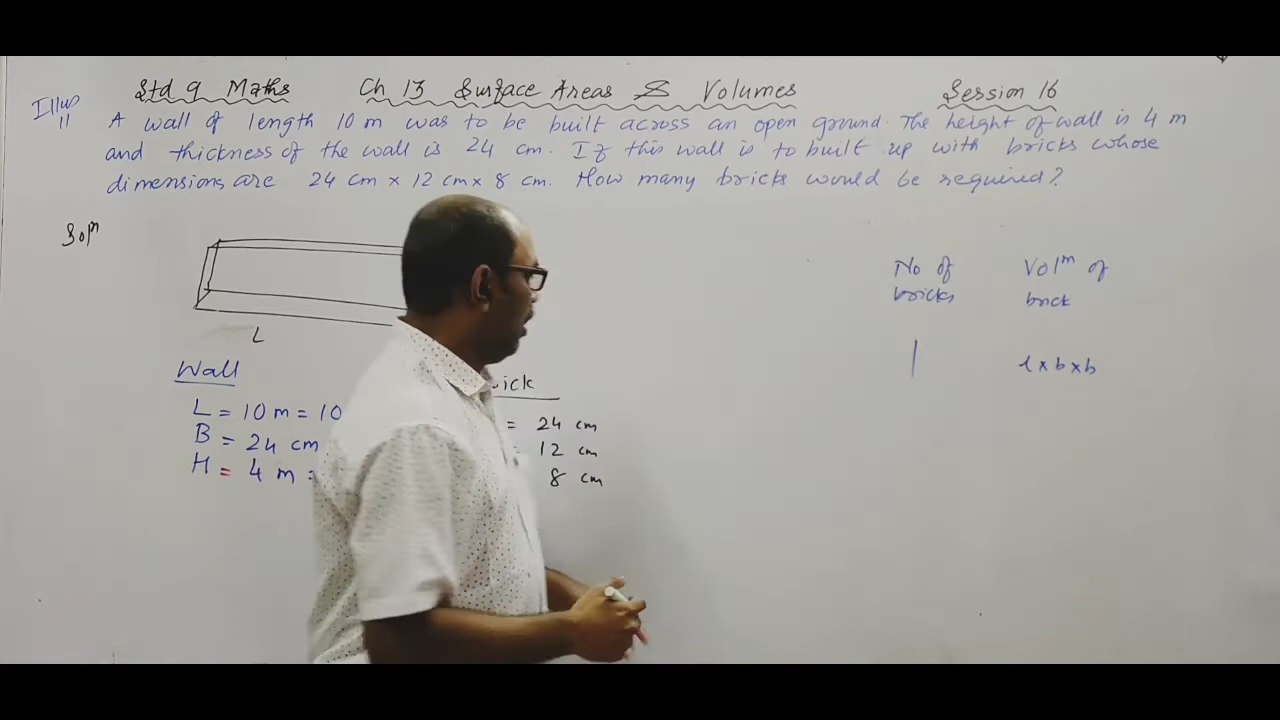 Std 9 Maths Ch 13 Surface Areas & Volumes Session 16
Illus 11
A wall of length 10 m was to be built across an open ground. The height of wall is 4 m
and thickness of the wall is 24 cm. If this wall is to built up with bricks whose
dimensions are 24 cm x 12 cm x 8 cm. How many bricks would be required?
Solⁿ
L
Wall
L = 10 m = 10
B = 24 cm
H = 4 m =
ick
= 24 cm
12 cm
8 cm
No of bricks
Volᵐ of brick
1
l x b x h